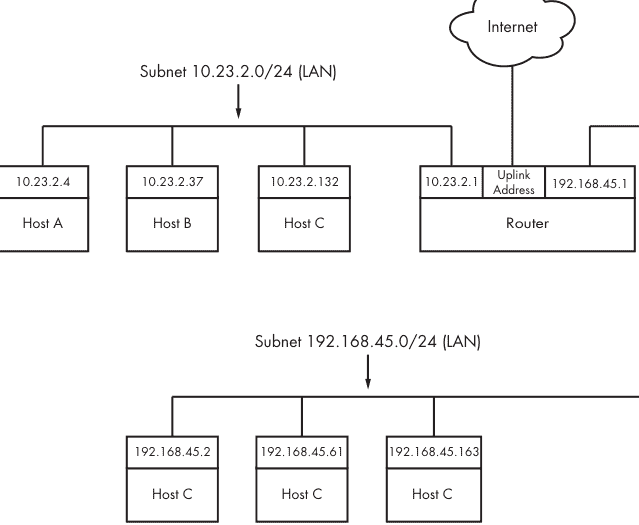 Internet
Subnet 10.23.2.0/24 (LAN)
10.23.2.4
10.23.2.37
10.23.2.132
10.23.2.1
Uplink
Address
192.168.45.1
Host A
Host B
Host C
Router
Subnet 192.168.45.0/24 (LAN)
192.168.45.2
192.168.45.61
192.168.45.163
Host C
Host C
Host C